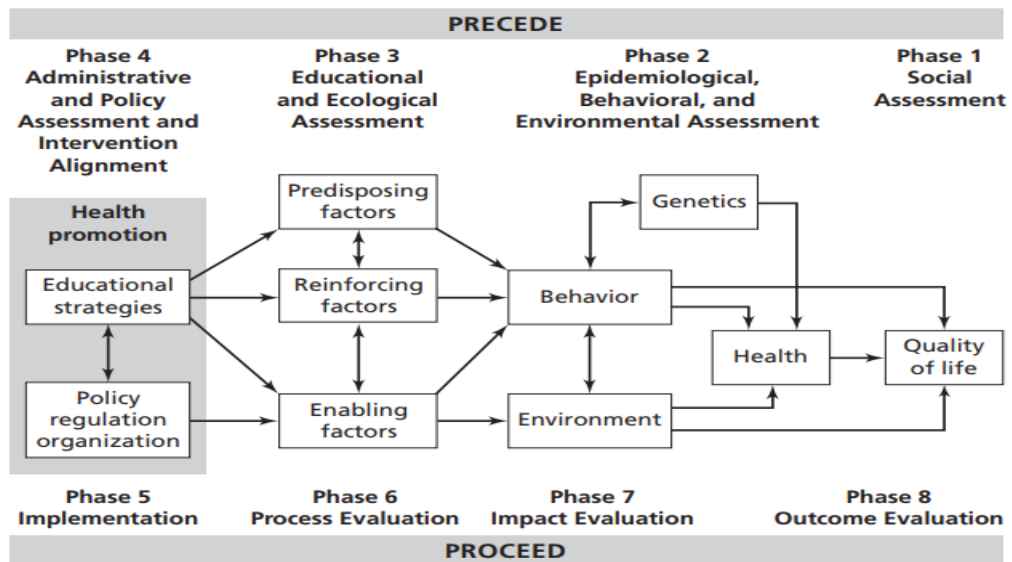 PRECEDE
Phase 4
Administrative
and Policy
Assessment and
Intervention
Alignment
Phase 3
Educational
and Ecological
Assessment
Phase 2
Epidemiological,
Behavioral, and
Environmental Assessment
Phase 1
Social
Assessment
Health
promotion
Educational
strategies
Policy
regulation
organization
Predisposing
factors
Reinforcing
factors
Enabling
factors
Genetics
Behavior
Environment
Health
Quality
of life
Phase 5
Implementation
Phase 6
Process Evaluation
Phase 7
Impact Evaluation
Phase 8
Outcome Evaluation
PROCEED